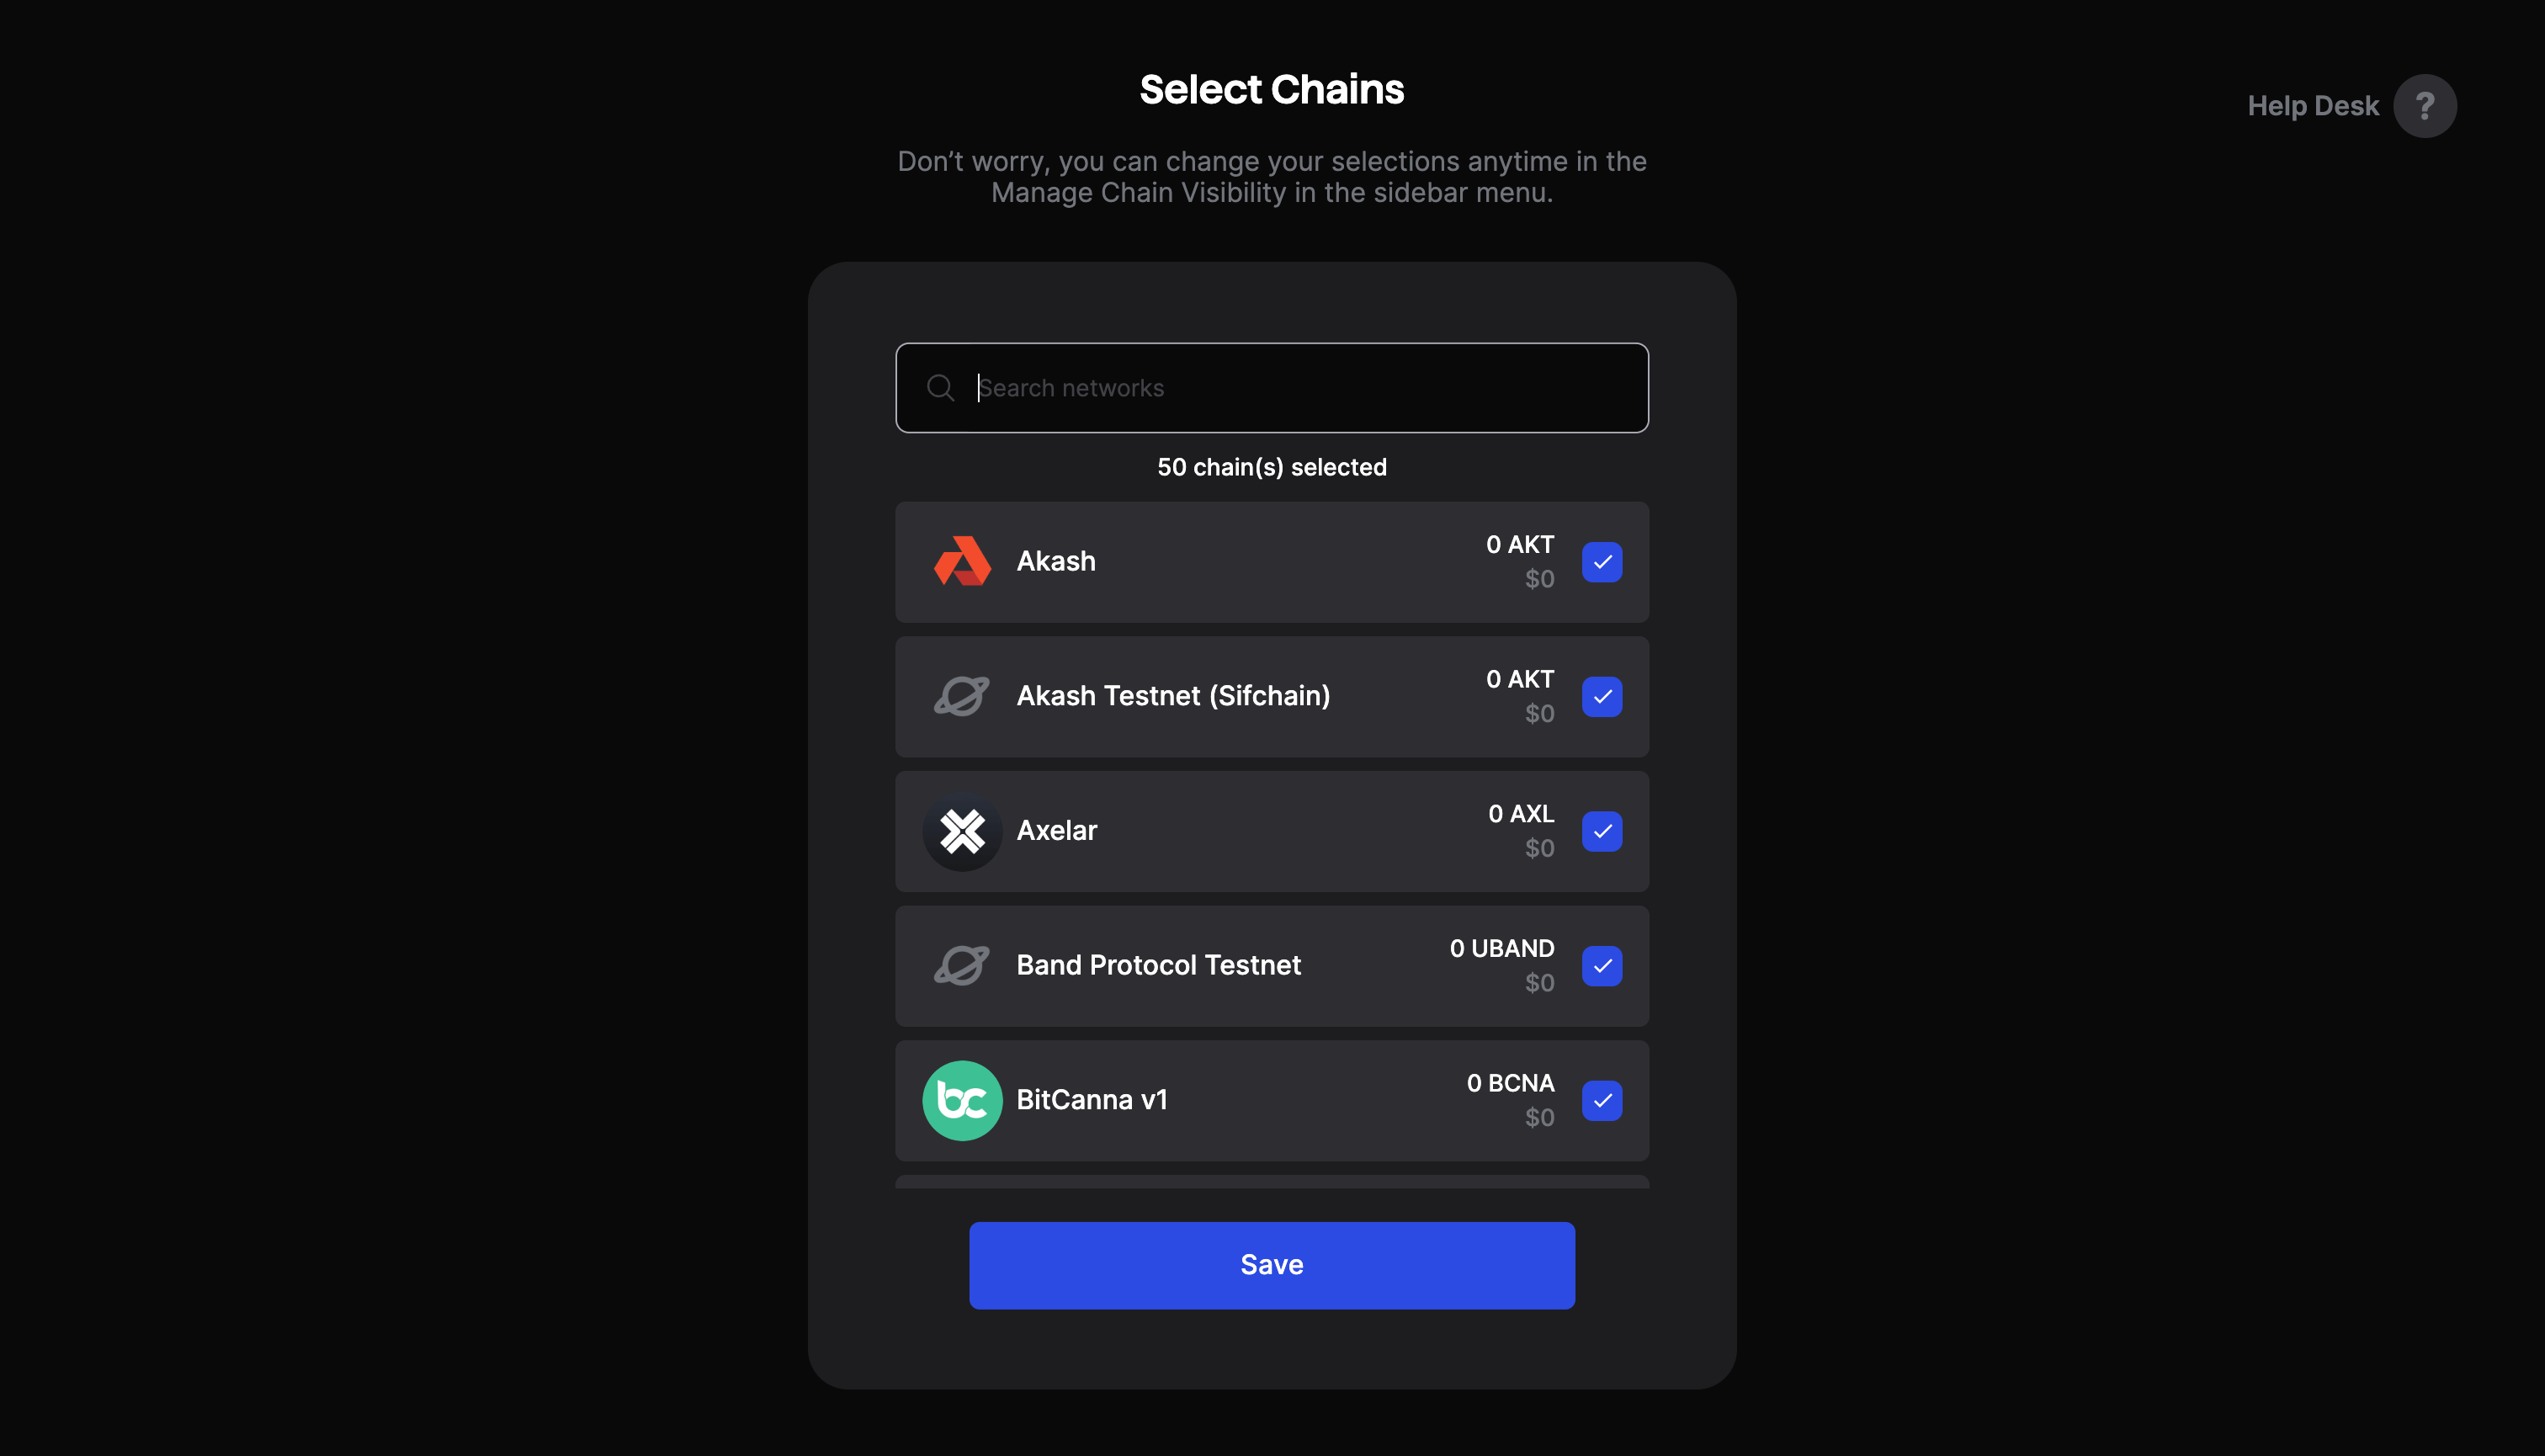 Select Chains
Help Desk ?
Don’t worry, you can change your selections anytime in the
Manage Chain Visibility in the sidebar menu.
Search networks
50 chain(s) selected
Akash
0 AKT
$0
Akash Testnet (Sifchain)
0 AKT
$0
Axelar
0 AXL
$0
Band Protocol Testnet
0 UBAND
$0
bc
BitCanna v1
0 BCNA
$0
Save